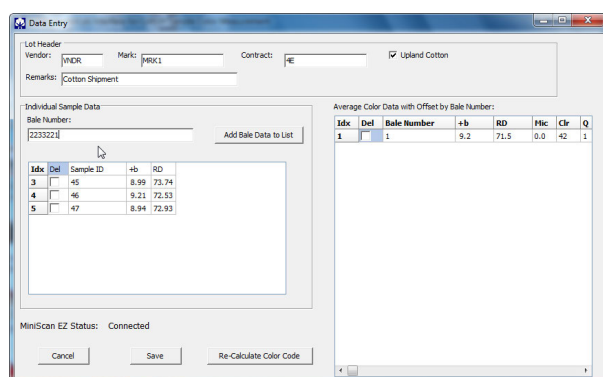 Data Entry
Lot Header
Vendor: VNDR Mark: MRK1 Contract: 4E Upland Cotton
Remarks: Cotton Shipment
Individual Sample Data
Bale Number:
2233221 Add Bale Data to List
Idx Del Sample ID +b RD
3 45 8.99 73.74
4 46 9.21 72.53
5 47 8.94 72.93
Average Color Data with Offset by Bale Number:
Idx Del Bale Number +b RD Mic Clr Q
1 1 9.2 71.5 0.0 42 1
MiniScan EZ Status: Connected
Cancel Save Re-Calculate Color Code